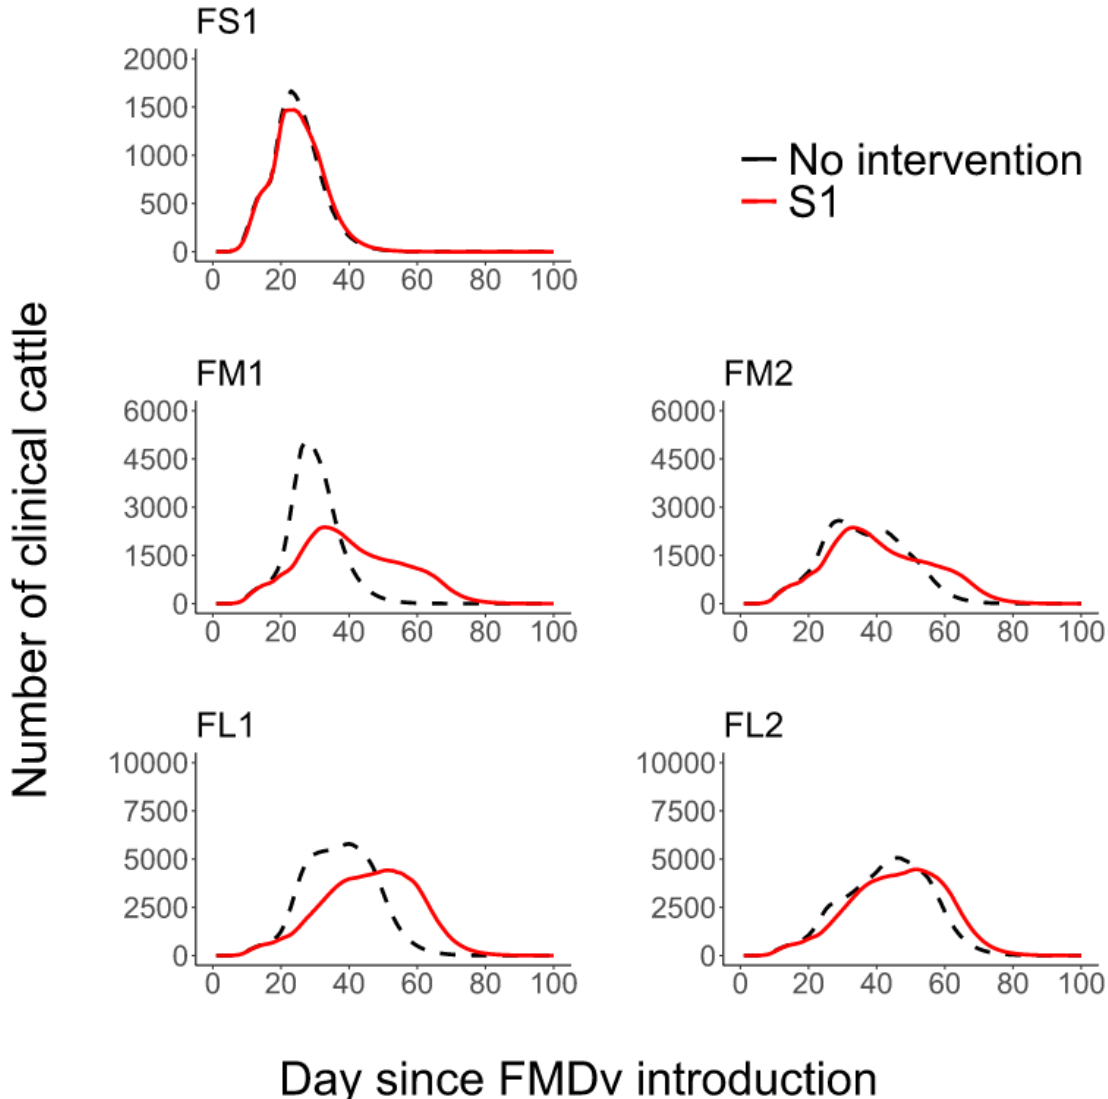 FS1
2000
1500
1000
500
0
0 20 40 60 80 100
No intervention
S1
Number of clinical cattle
FM1
6000
4500
3000
1500
0
0 20 40 60 80 100
FM2
6000
4500
3000
1500
0
0 20 40 60 80 100
FL1
10000
7500
5000
2500
0
0 20 40 60 80 100
FL2
10000
7500
5000
2500
0
0 20 40 60 80 100
Day since FMDv introduction